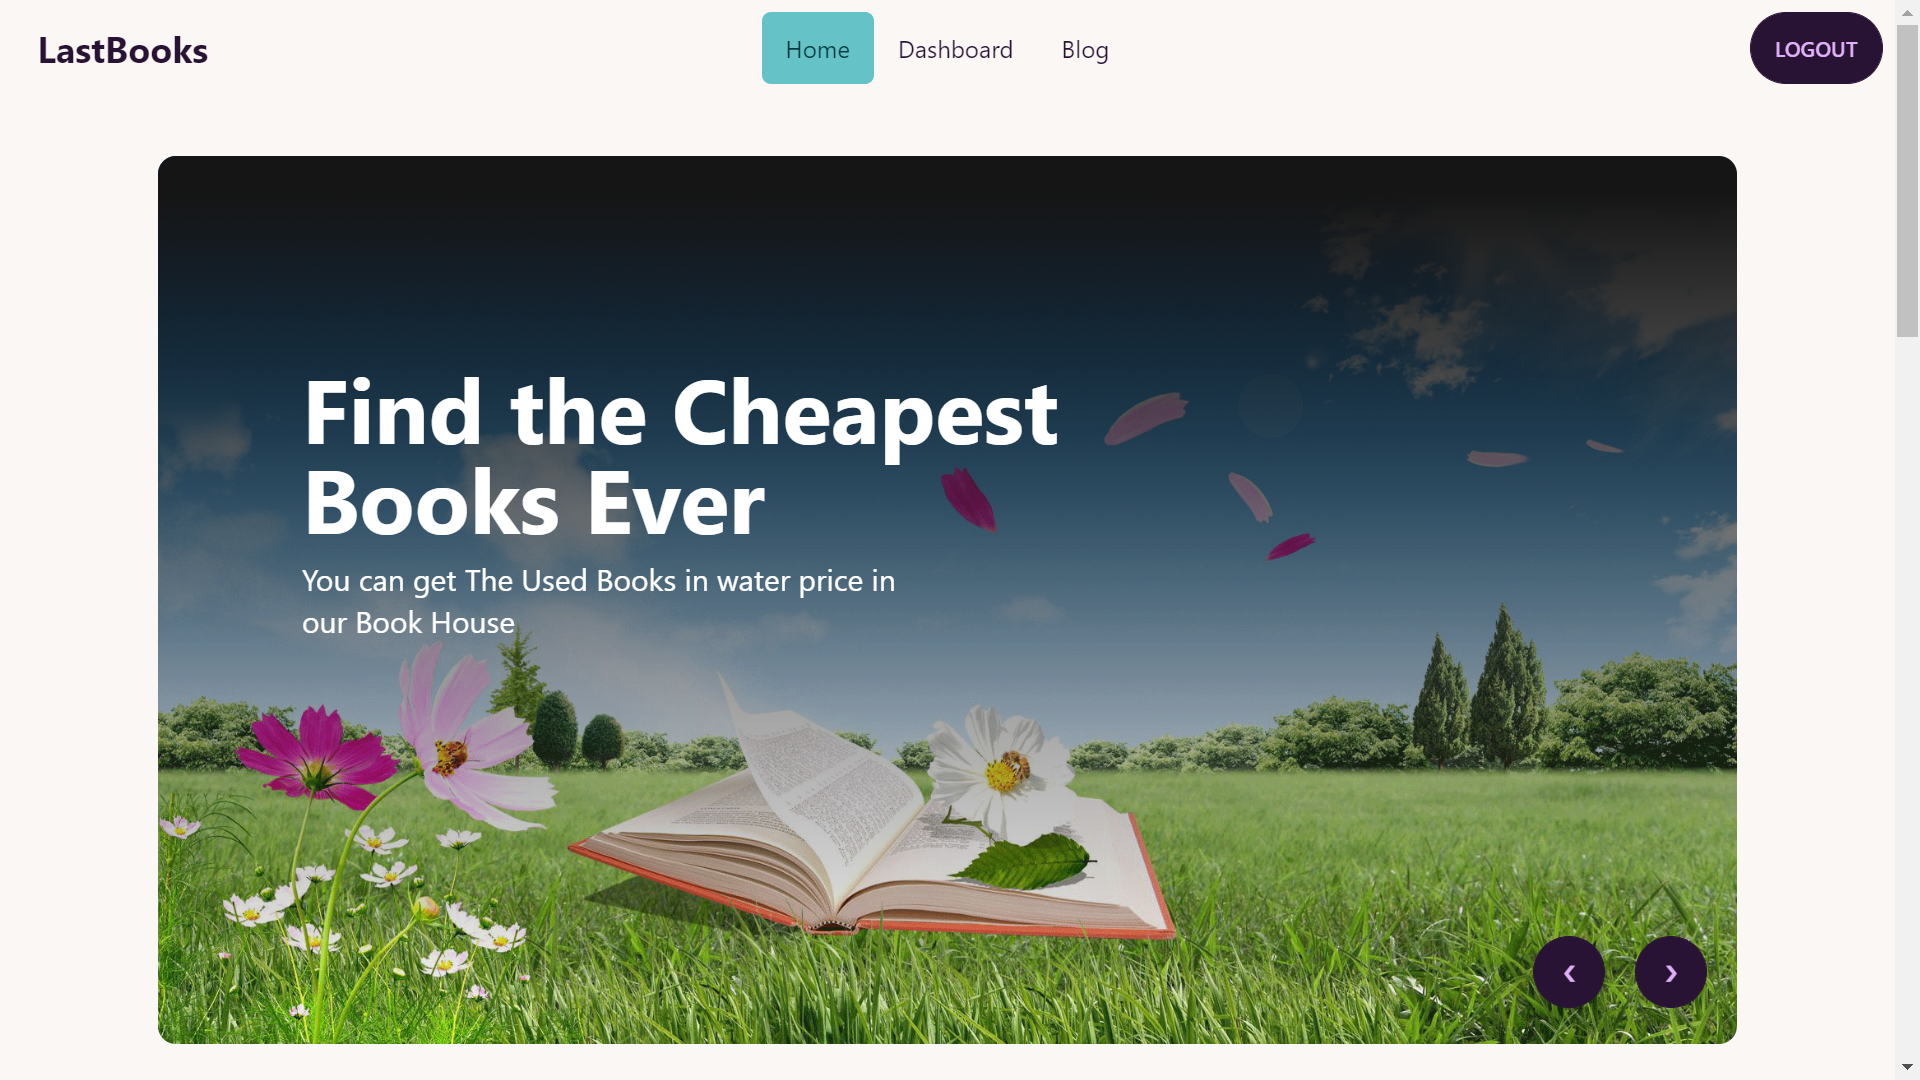 LastBooks
Home
Dashboard
Blog
LOGOUT
Find the Cheapest
Books Ever
You can get The Used Books in water price in
our Book House
❮
❯